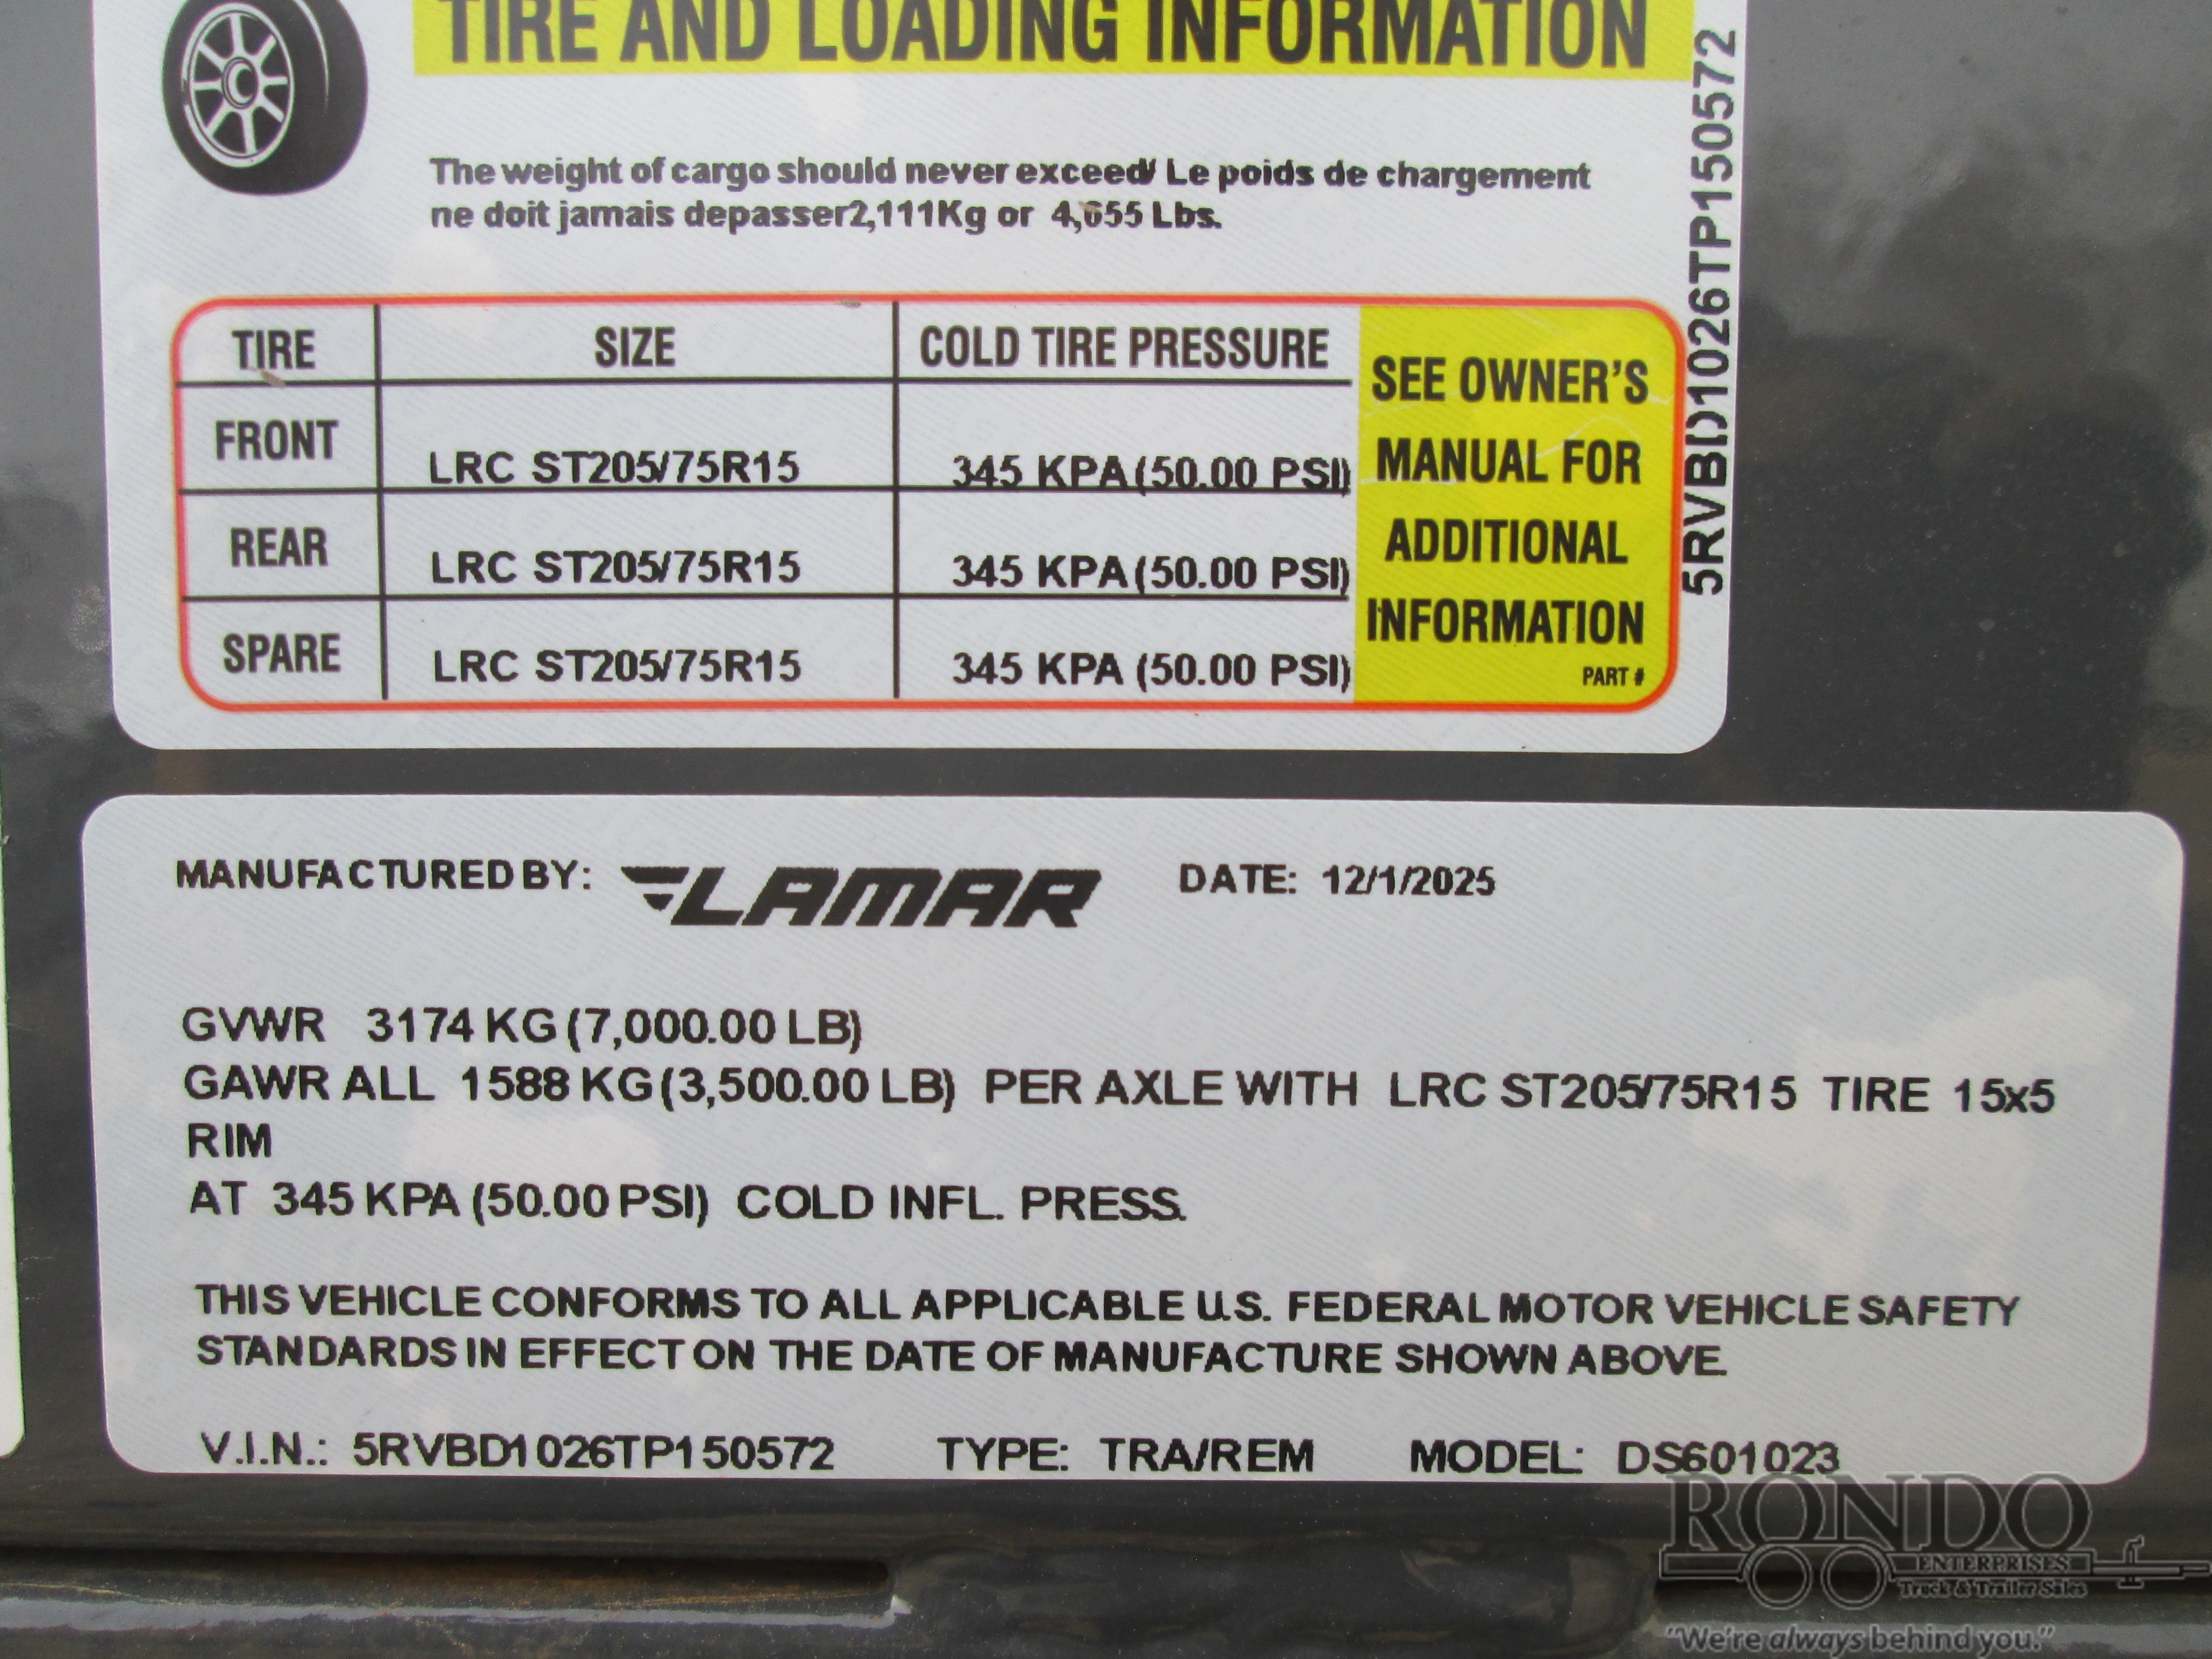 TIRE AND LOADING INFORMATION
The weight of cargo should never exceed/ Le poids de chargement
ne doit jamais depasser2,111Kg or 4,655 Lbs.
TIRE SIZE COLD TIRE PRESSURE
FRONT LRC ST205/75R15 345 KPA(50.00 PSI)
REAR LRC ST205/75R15 345 KPA(50.00 PSI)
SPARE LRC ST205/75R15 345 KPA (50.00 PSI)
SEE OWNER'S
MANUAL FOR
ADDITIONAL
INFORMATION
PART #
5RVBD1026TP150572
MANUFACTURED BY: LAMAR DATE: 12/1/2025
GVWR 3174 KG (7,000.00 LB)
GAWR ALL 1588 KG (3,500.00 LB) PER AXLE WITH LRC ST205/75R15 TIRE 15x5
RIM
AT 345 KPA (50.00 PSI) COLD INFL. PRESS.
THIS VEHICLE CONFORMS TO ALL APPLICABLE U.S. FEDERAL MOTOR VEHICLE SAFETY
STANDARDS IN EFFECT ON THE DATE OF MANUFACTURE SHOWN ABOVE.
V.I.N.: 5RVBD1026TP150572 TYPE: TRA/REM MODEL: DS601023
RONDO
ENTERPRISES
Truck & Trailer Sales
"We're always behind you."